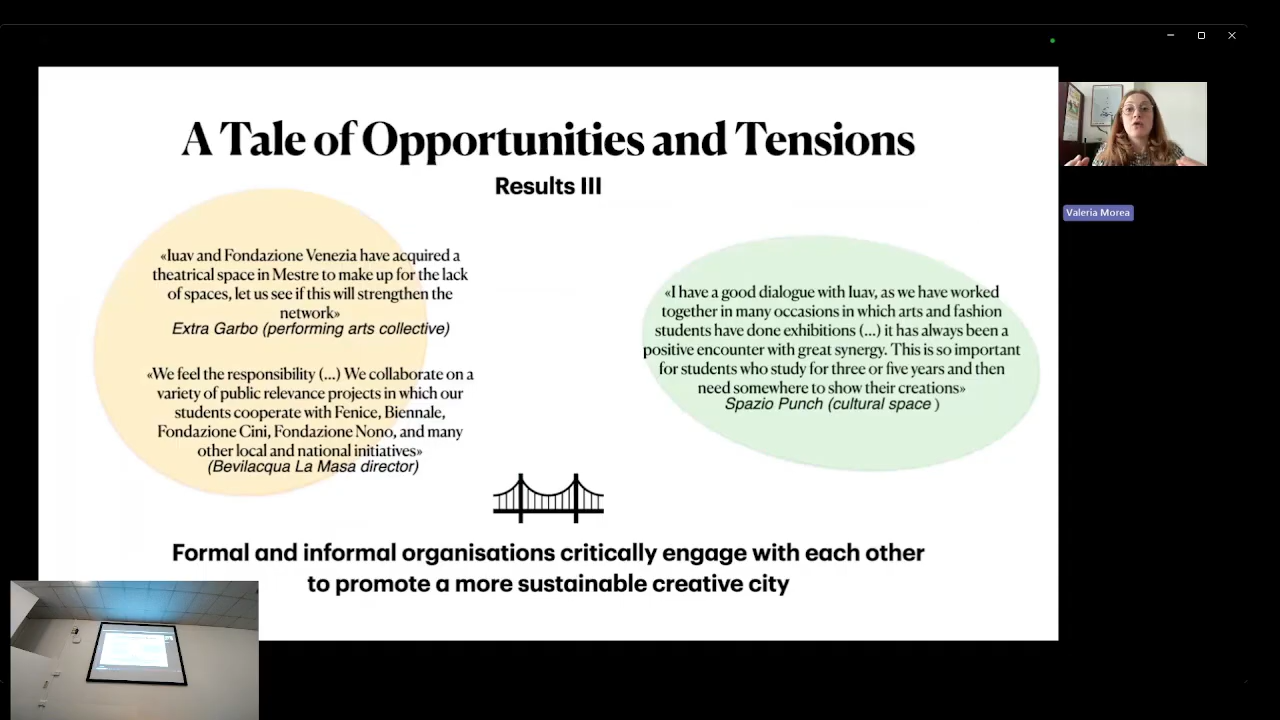 A Tale of Opportunities and Tensions
Results III
«Iuav and Fondazione Venezia have acquired a
theatrical space in Mestre to make up for the lack
of spaces, let us see if this will strengthen the
network»
Extra Garbo (performing arts collective)
«We feel the responsibility (...) We collaborate on a
variety of public relevance projects in which our
students cooperate with Fenice, Biennale,
Fondazione Cini, Fondazione Nono, and many
other local and national initiatives»
(Bevilacqua La Masa director)
«I have a good dialogue with Iuav, as we have worked
together in many occasions in which arts and fashion
students have done exhibitions (...) it has always been a
positive encounter with great synergy. This is so important
for students who study for three or five years and then
need somewhere to show their creations»
Spazio Punch (cultural space )
Formal and informal organisations critically engage with each other
to promote a more sustainable creative city
Valeria Morea